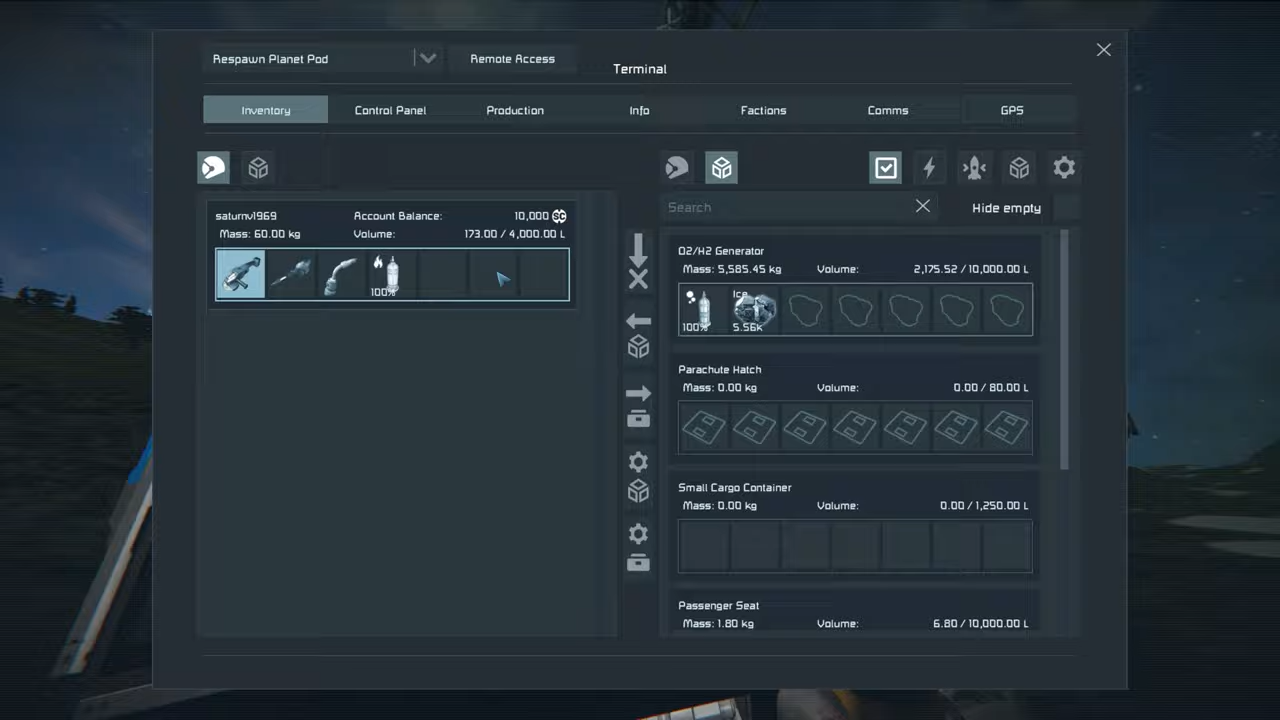 Respawn Planet Pod
Remote Access
Terminal
Inventory
Control Panel
Production
Info
Factions
Comms
GPS
saturnv1969
Account Balance: 10,000 SC
Mass: 60.00 kg Volume: 173.00 / 4,000.00 L
100%
Search
Hide empty
O2/H2 Generator
Mass: 5,585.45 kg Volume: 2,175.52 / 10,000.00 L
Ice
100% 5.56k
Parachute Hatch
Mass: 0.00 kg Volume: 0.00 / 80.00 L
Small Cargo Container
Mass: 0.00 kg Volume: 0.00 / 1,250.00 L
Passenger Seat
Mass: 1.80 kg Volume: 6.80 / 10,000.00 L